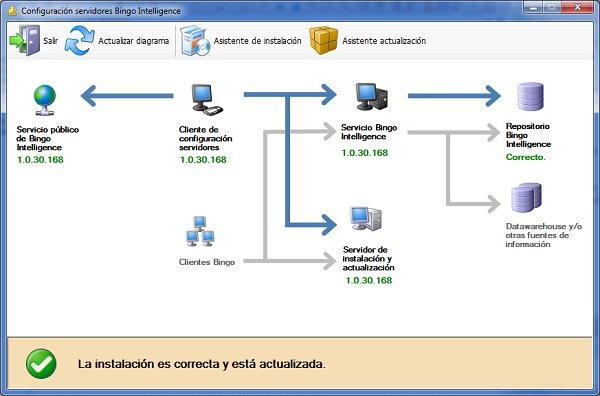 Configuración servidores Bingo Intelligence
Salir
Actualizar diagrama
Asistente de instalación
Asistente actualización
Servicio público
de Bingo
Intelligence
1.0.30.168
Cliente de
configuración
servidores
1.0.30.168
Servicio Bingo
Intelligence
1.0.30.168
Repositorio
Bingo
Intelligence
Correcto.
Clientes Bingo
Servidor de
instalación y
actualización
1.0.30.168
Datawarehouse y/o
otras fuentes de
información
La instalación es correcta y está actualizada.